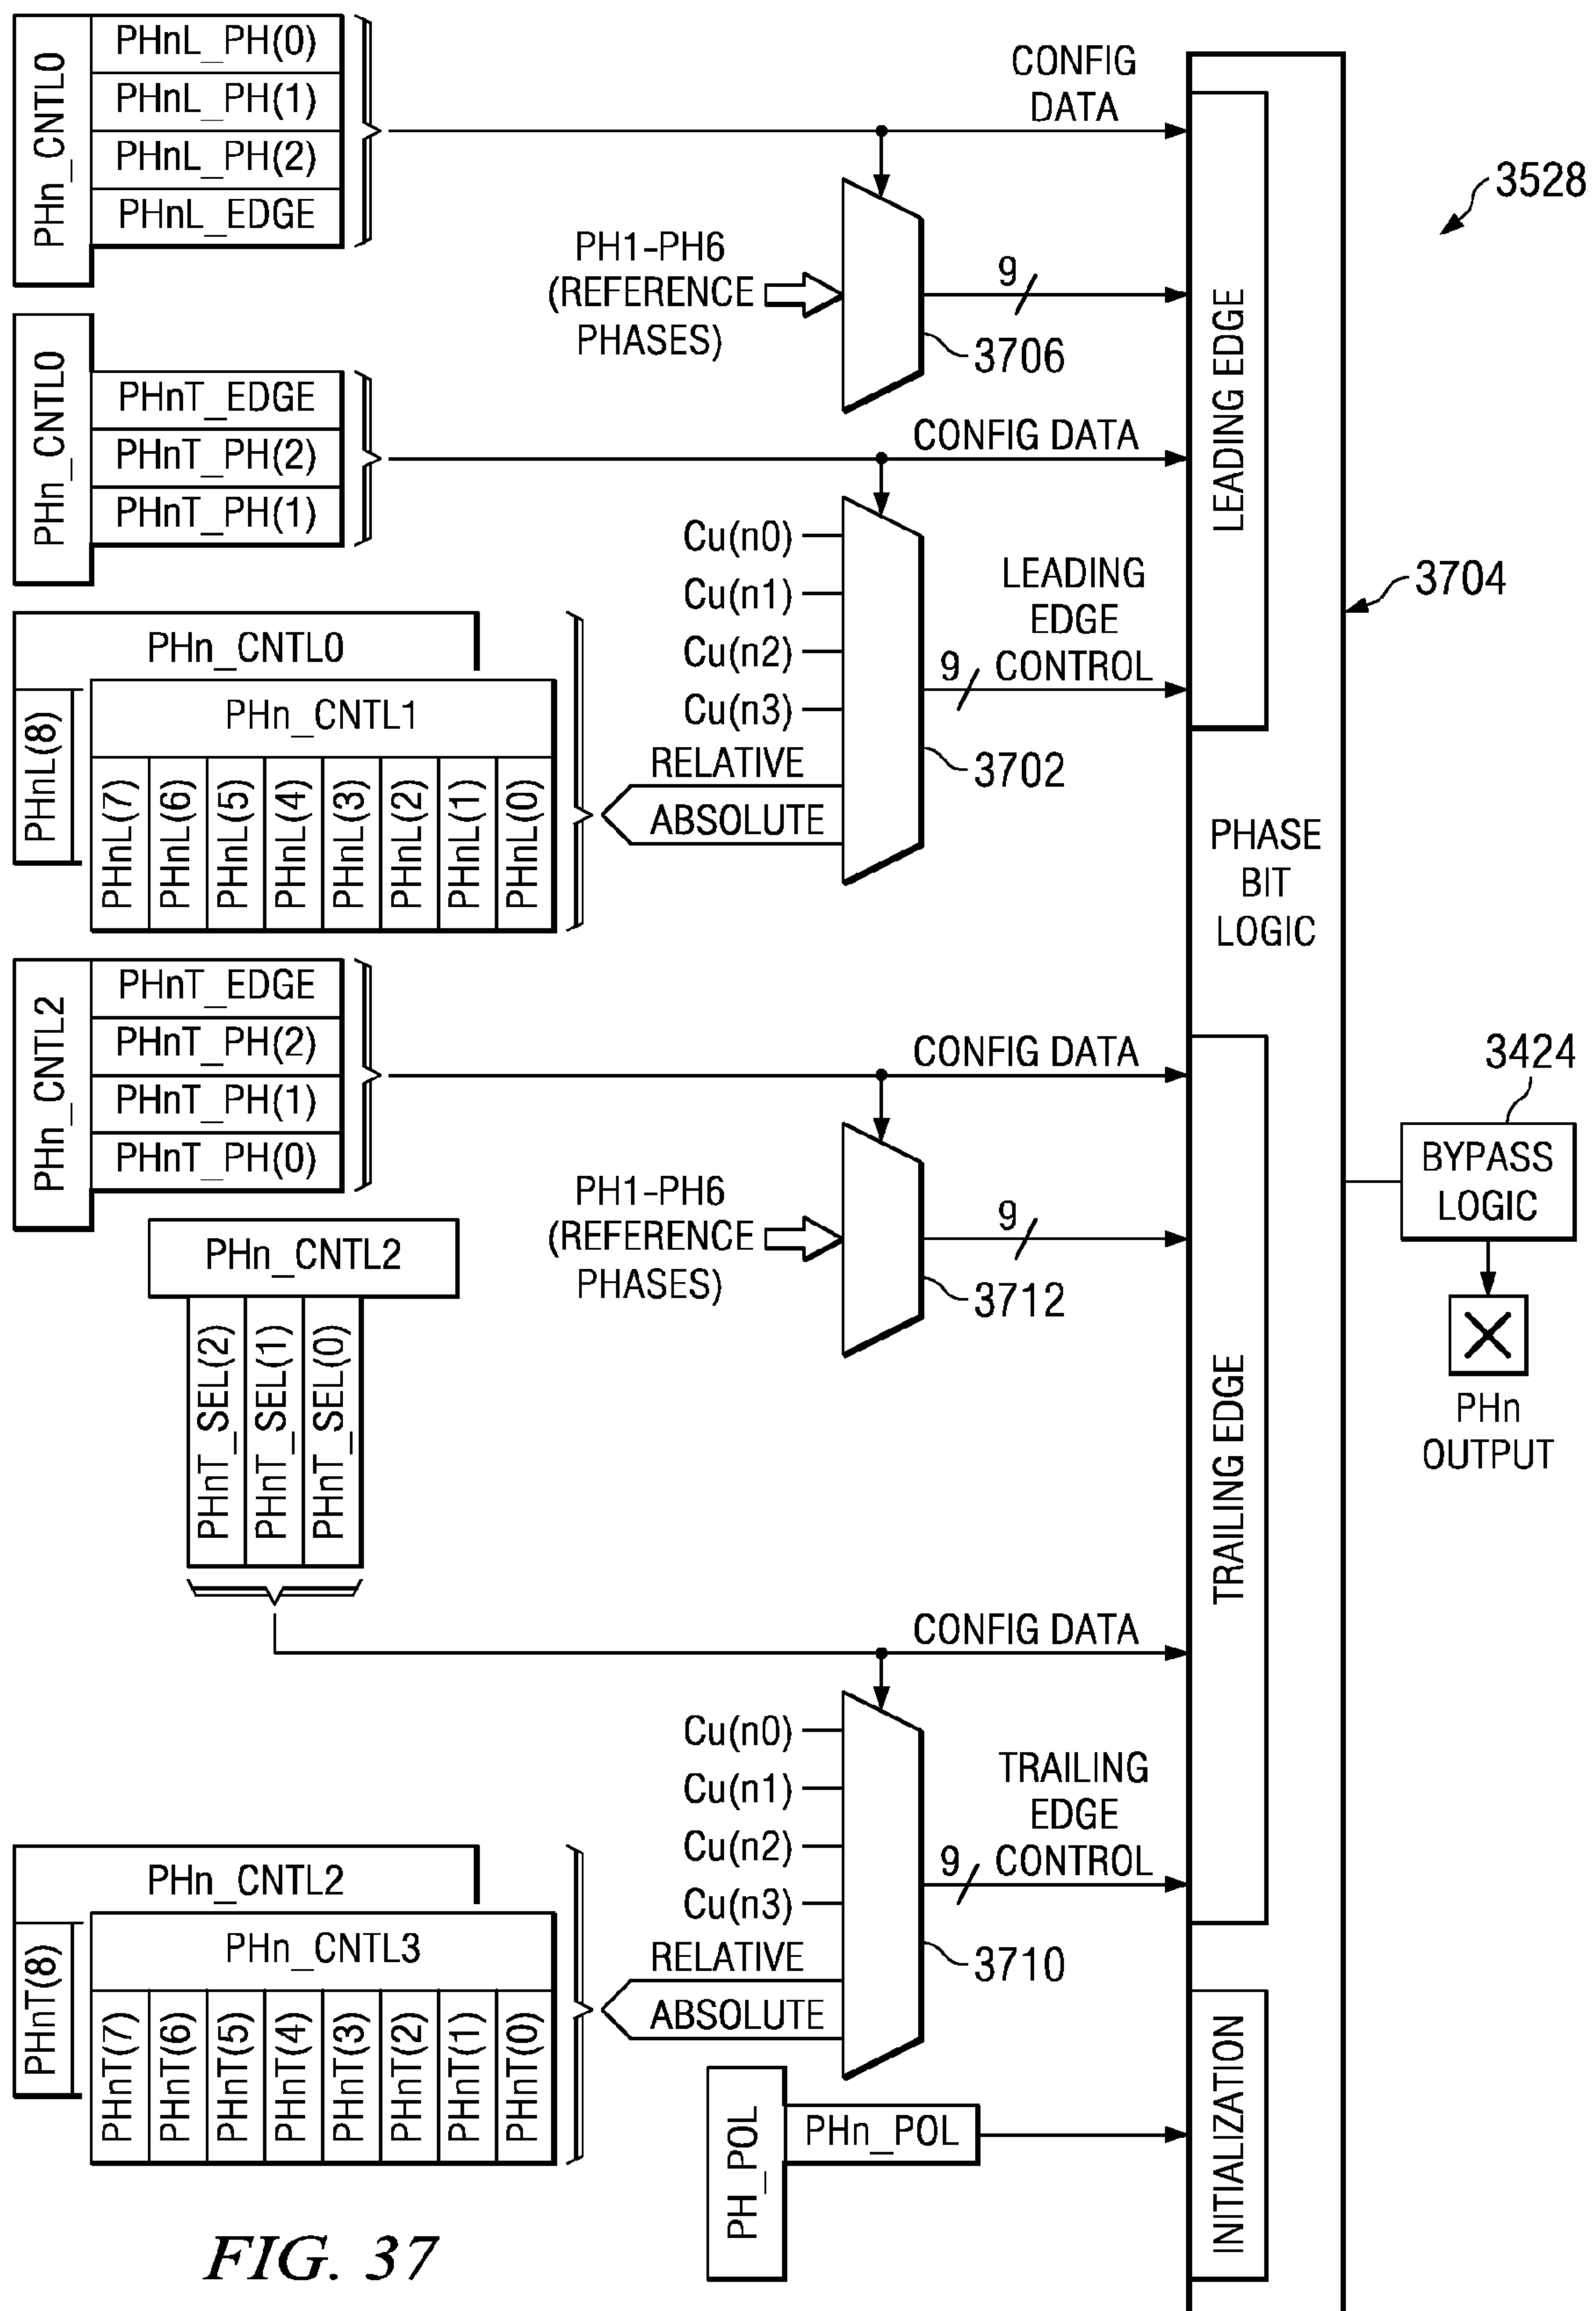 PHn_CNTL0
PHnL_PH(0)
PHnL_PH(1)
PHnL_PH(2)
PHnL_EDGE
CONFIG
DATA
3528
PH1-PH6
(REFERENCE
PHASES)
9
3706
LEADING EDGE
PHn_CNTL0
PHnT_EDGE
PHnT_PH(2)
PHnT_PH(1)
CONFIG DATA
Cu(n0)
Cu(n1)
Cu(n2)
Cu(n3)
RELATIVE
ABSOLUTE
LEADING
EDGE
9 CONTROL
3702
3704
PHn_CNTL0
PHnL(8)
PHn_CNTL1
PHnL(7)
PHnL(6)
PHnL(5)
PHnL(4)
PHnL(3)
PHnL(2)
PHnL(1)
PHnL(0)
PHASE
BIT
LOGIC
PHn_CNTL2
PHnT_EDGE
PHnT_PH(2)
PHnT_PH(1)
PHnT_PH(0)
CONFIG DATA
PH1-PH6
(REFERENCE
PHASES)
9
3712
3424
BYPASS
LOGIC
PHn
OUTPUT
PHn_CNTL2
PHnT_SEL(2)
PHnT_SEL(1)
PHnT_SEL(0)
TRAILING EDGE
CONFIG DATA
Cu(n0)
Cu(n1)
Cu(n2)
Cu(n3)
RELATIVE
ABSOLUTE
TRAILING
EDGE
9 CONTROL
3710
PHn_CNTL2
PHnT(8)
PHn_CNTL3
PHnT(7)
PHnT(6)
PHnT(5)
PHnT(4)
PHnT(3)
PHnT(2)
PHnT(1)
PHnT(0)
PH_POL
PHn_POL
INITIALIZATION
FIG. 37